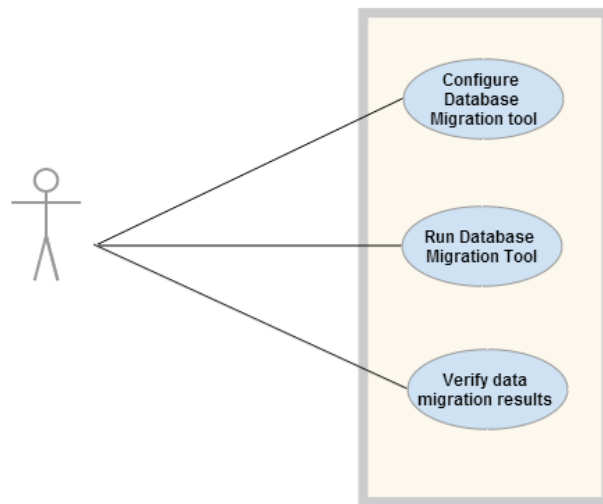 Configure
Database
Migration tool
Run Database
Migration Tool
Verify data
migration results